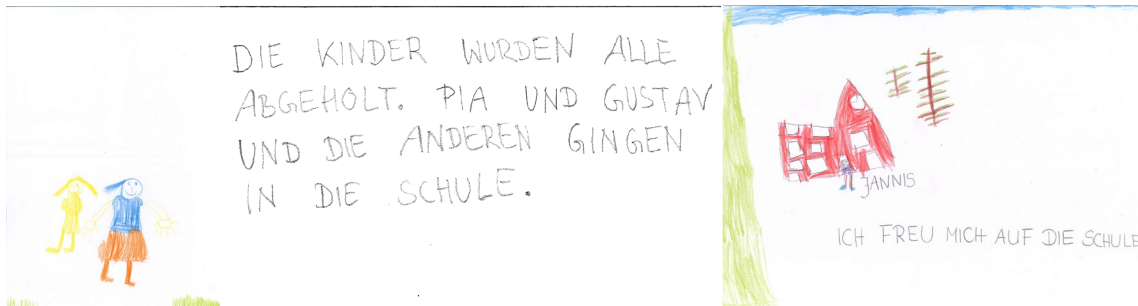 DIE KINDER WURDEN ALLE
ABGEHOLT. PIA UND GUSTAV
UND DIE ANDEREN GINGEN
IN DIE SCHULE.
JANNIS
ICH FREU MICH AUF DIE SCHULE